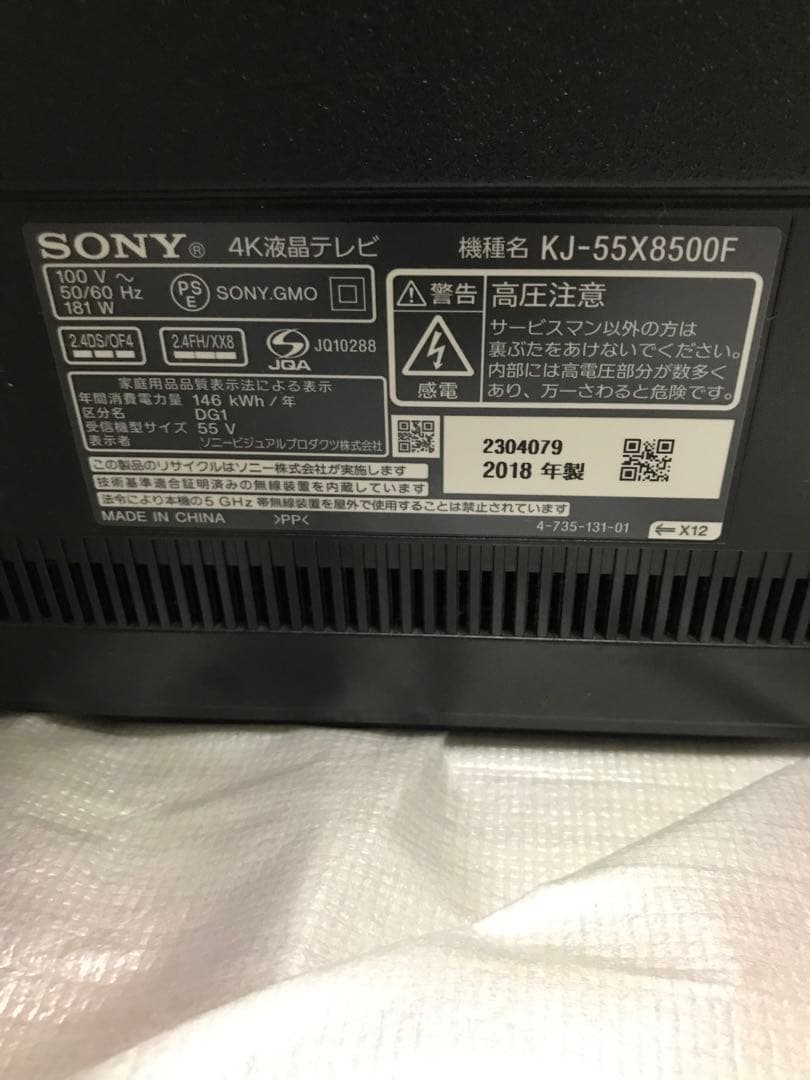 SONY® 4K液晶テレビ 機種名 KJ-55X8500F
100 V ～
50/60 Hz
181 W
PS
E
SONY.GMO
2.4DS/OF4
2.4FH/XX8
JQA
JQ10288
家庭用品品質表示法による表示
年間消費電力量 146 kWh/年
区分名 DG1
受信機型サイズ 55 V
表示者 ソニービジュアルプロダクツ株式会社
⚠警告 高圧注意
感電
サービスマン以外の方は
裏ぶたをあけないでください。
内部には高電圧部分が数多く
あり、万一さわると危険です。
2304079
2018 年製
この製品のリサイクルはソニー株式会社が実施します
技術基準適合証明済みの無線装置を内蔵しています
法令により本機の5 GHz 帯無線装置を屋外で使用することは禁止されています
MADE IN CHINA >PP<
4-735-131-01
⇐ X12